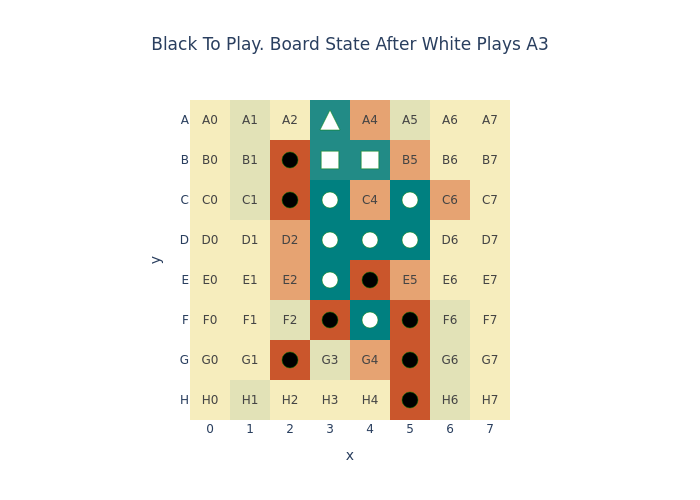 Black To Play. Board State After White Plays A3
A A0 A1 A2 A4 A5 A6 A7
B B0 B1 B5 B6 B7
C C0 C1 C4 C6 C7
D D0 D1 D2 D6 D7
y
E E0 E1 E2 E5 E6 E7
F F0 F1 F2 F6 F7
G G0 G1 G3 G4 G6 G7
H H0 H1 H2 H3 H4 H6 H7
0 1 2 3 4 5 6 7
x